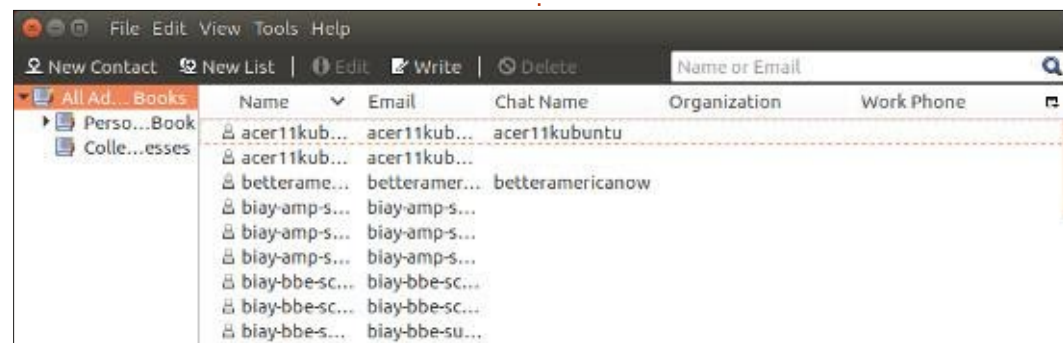 File Edit View Tools Help
New Contact New List | Edit Write | Delete Name or Email
All Ad... Books Name Email Chat Name Organization Work Phone
Perso...Book acer11kub... acer11kub... acer11kubuntu
Colle...esses acer11kub... acer11kub...
betterame... betteramer... betteramericanow
biay-amp-s... biay-amp-s...
biay-amp-s... biay-amp-s...
biay-amp-s... biay-amp-s...
biay-bbe-sc... biay-bbe-sc...
biay-bbe-sc... biay-bbe-sc...
biay-bbe-s... biay-bbe-su...